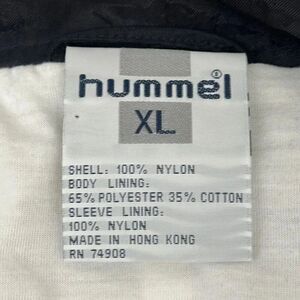 hummel®
XL
SHELL: 100% NYLON
BODY LINING:
65% POLYESTER 35% COTTON
SLEEVE LINING:
100% NYLON
MADE IN HONG KONG
RN 74908